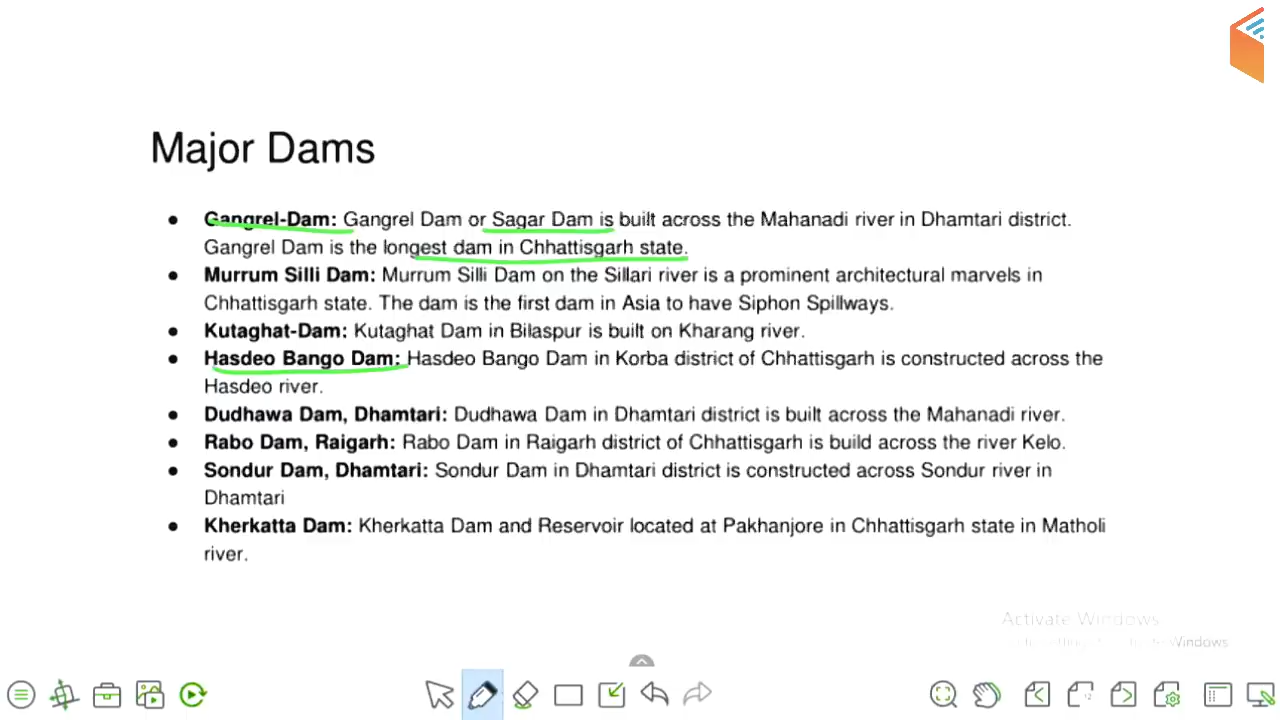 Major Dams
● Gangrel-Dam: Gangrel Dam or Sagar Dam is built across the Mahanadi river in Dhamtari district.
Gangrel Dam is the longest dam in Chhattisgarh state.
● Murrum Silli Dam: Murrum Silli Dam on the Sillari river is a prominent architectural marvels in
Chhattisgarh state. The dam is the first dam in Asia to have Siphon Spillways.
● Kutaghat-Dam: Kutaghat Dam in Bilaspur is built on Kharang river.
● Hasdeo Bango Dam: Hasdeo Bango Dam in Korba district of Chhattisgarh is constructed across the
Hasdeo river.
● Dudhawa Dam, Dhamtari: Dudhawa Dam in Dhamtari district is built across the Mahanadi river.
● Rabo Dam, Raigarh: Rabo Dam in Raigarh district of Chhattisgarh is build across the river Kelo.
● Sondur Dam, Dhamtari: Sondur Dam in Dhamtari district is constructed across Sondur river in
Dhamtari
● Kherkatta Dam: Kherkatta Dam and Reservoir located at Pakhanjore in Chhattisgarh state in Matholi
river.
Activate Windows
Windows